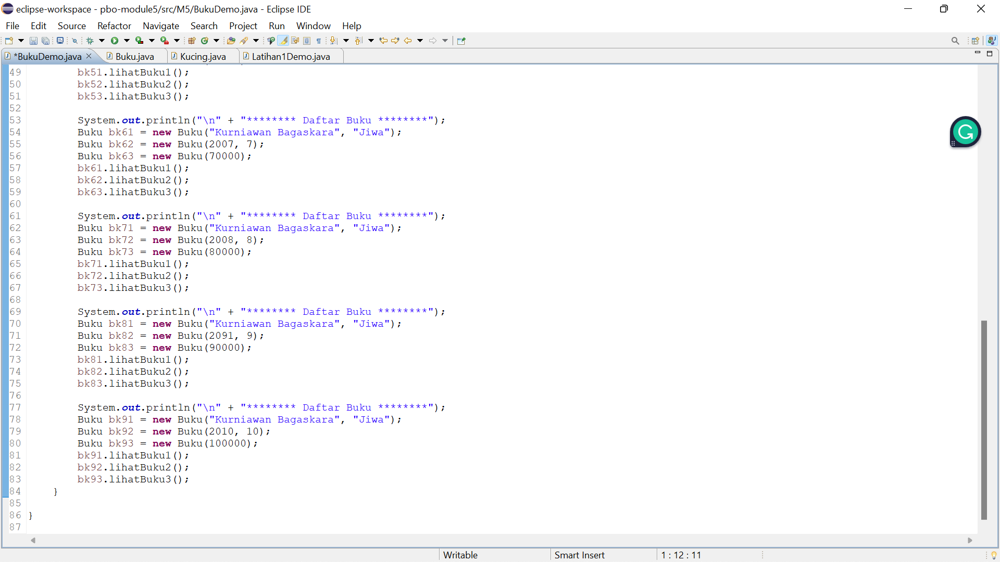 eclipse-workspace - pbo-module5/src/M5/BukuDemo.java - Eclipse IDE
File Edit Source Refactor Navigate Search Project Run Window Help
*BukuDemo.java Buku.java Kucing.java Latihan1Demo.java
49 bk51.lihatBuku1();
50 bk52.lihatBuku2();
51 bk53.lihatBuku3();
52
53 System.out.println("\n" + "******** Daftar Buku ********");
54 Buku bk61 = new Buku("Kurniawan Bagaskara", "Jiwa");
55 Buku bk62 = new Buku(2007, 7);
56 Buku bk63 = new Buku(70000);
57 bk61.lihatBuku1();
58 bk62.lihatBuku2();
59 bk63.lihatBuku3();
60
61 System.out.println("\n" + "******** Daftar Buku ********");
62 Buku bk71 = new Buku("Kurniawan Bagaskara", "Jiwa");
63 Buku bk72 = new Buku(2008, 8);
64 Buku bk73 = new Buku(80000);
65 bk71.lihatBuku1();
66 bk72.lihatBuku2();
67 bk73.lihatBuku3();
68
69 System.out.println("\n" + "******** Daftar Buku ********");
70 Buku bk81 = new Buku("Kurniawan Bagaskara", "Jiwa");
71 Buku bk82 = new Buku(2091, 9);
72 Buku bk83 = new Buku(90000);
73 bk81.lihatBuku1();
74 bk82.lihatBuku2();
75 bk83.lihatBuku3();
76
77 System.out.println("\n" + "******** Daftar Buku ********");
78 Buku bk91 = new Buku("Kurniawan Bagaskara", "Jiwa");
79 Buku bk92 = new Buku(2010, 10);
80 Buku bk93 = new Buku(100000);
81 bk91.lihatBuku1();
82 bk92.lihatBuku2();
83 bk93.lihatBuku3();
84 }
85
86 }
87
Writable Smart Insert 1 : 12 : 11